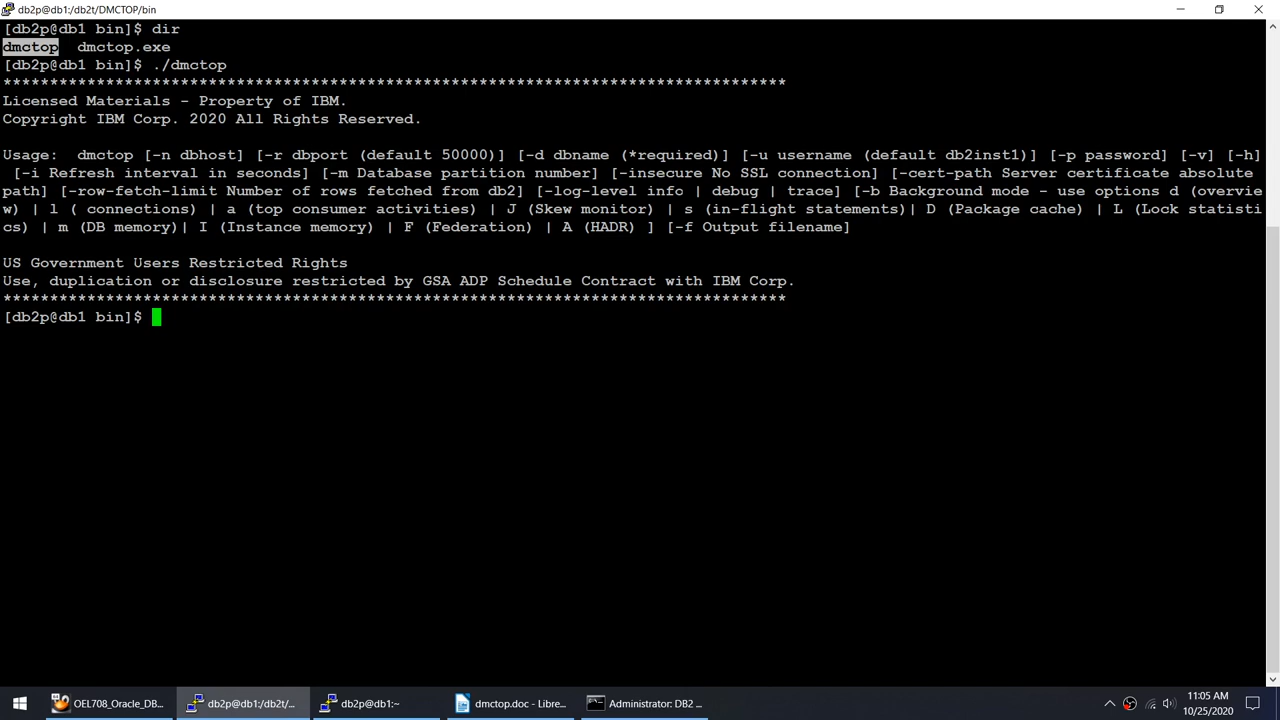 db2p@db1:/db2t/DMCTOP/bin
[db2p@db1 bin]$ dir
dmctop  dmctop.exe
[db2p@db1 bin]$ ./dmctop
************************************************************************************
Licensed Materials - Property of IBM.
Copyright IBM Corp. 2020 All Rights Reserved.
Usage:  dmctop [-n dbhost] [-r dbport (default 50000)] [-d dbname (*required)] [-u username (default db2inst1)] [-p password] [-v] [-h]
 [-i Refresh interval in seconds] [-m Database partition number] [-insecure No SSL connection] [-cert-path Server certificate absolute
path] [-row-fetch-limit Number of rows fetched from db2] [-log-level info | debug | trace] [-b Background mode - use options d (overvie
w) | l ( connections) | a (top consumer activities) | J (Skew monitor) | s (in-flight statements)| D (Package cache) | L (Lock statisti
cs) | m (DB memory)| I (Instance memory) | F (Federation) | A (HADR) ] [-f Output filename]
US Government Users Restricted Rights
Use, duplication or disclosure restricted by GSA ADP Schedule Contract with IBM Corp.
************************************************************************************
[db2p@db1 bin]$
OEL708_Oracle_DB... db2p@db1:/db2t/... db2p@db1:~ dmctop.doc - Libre... Administrator: DB2 ... 11:05 AM
10/25/2020